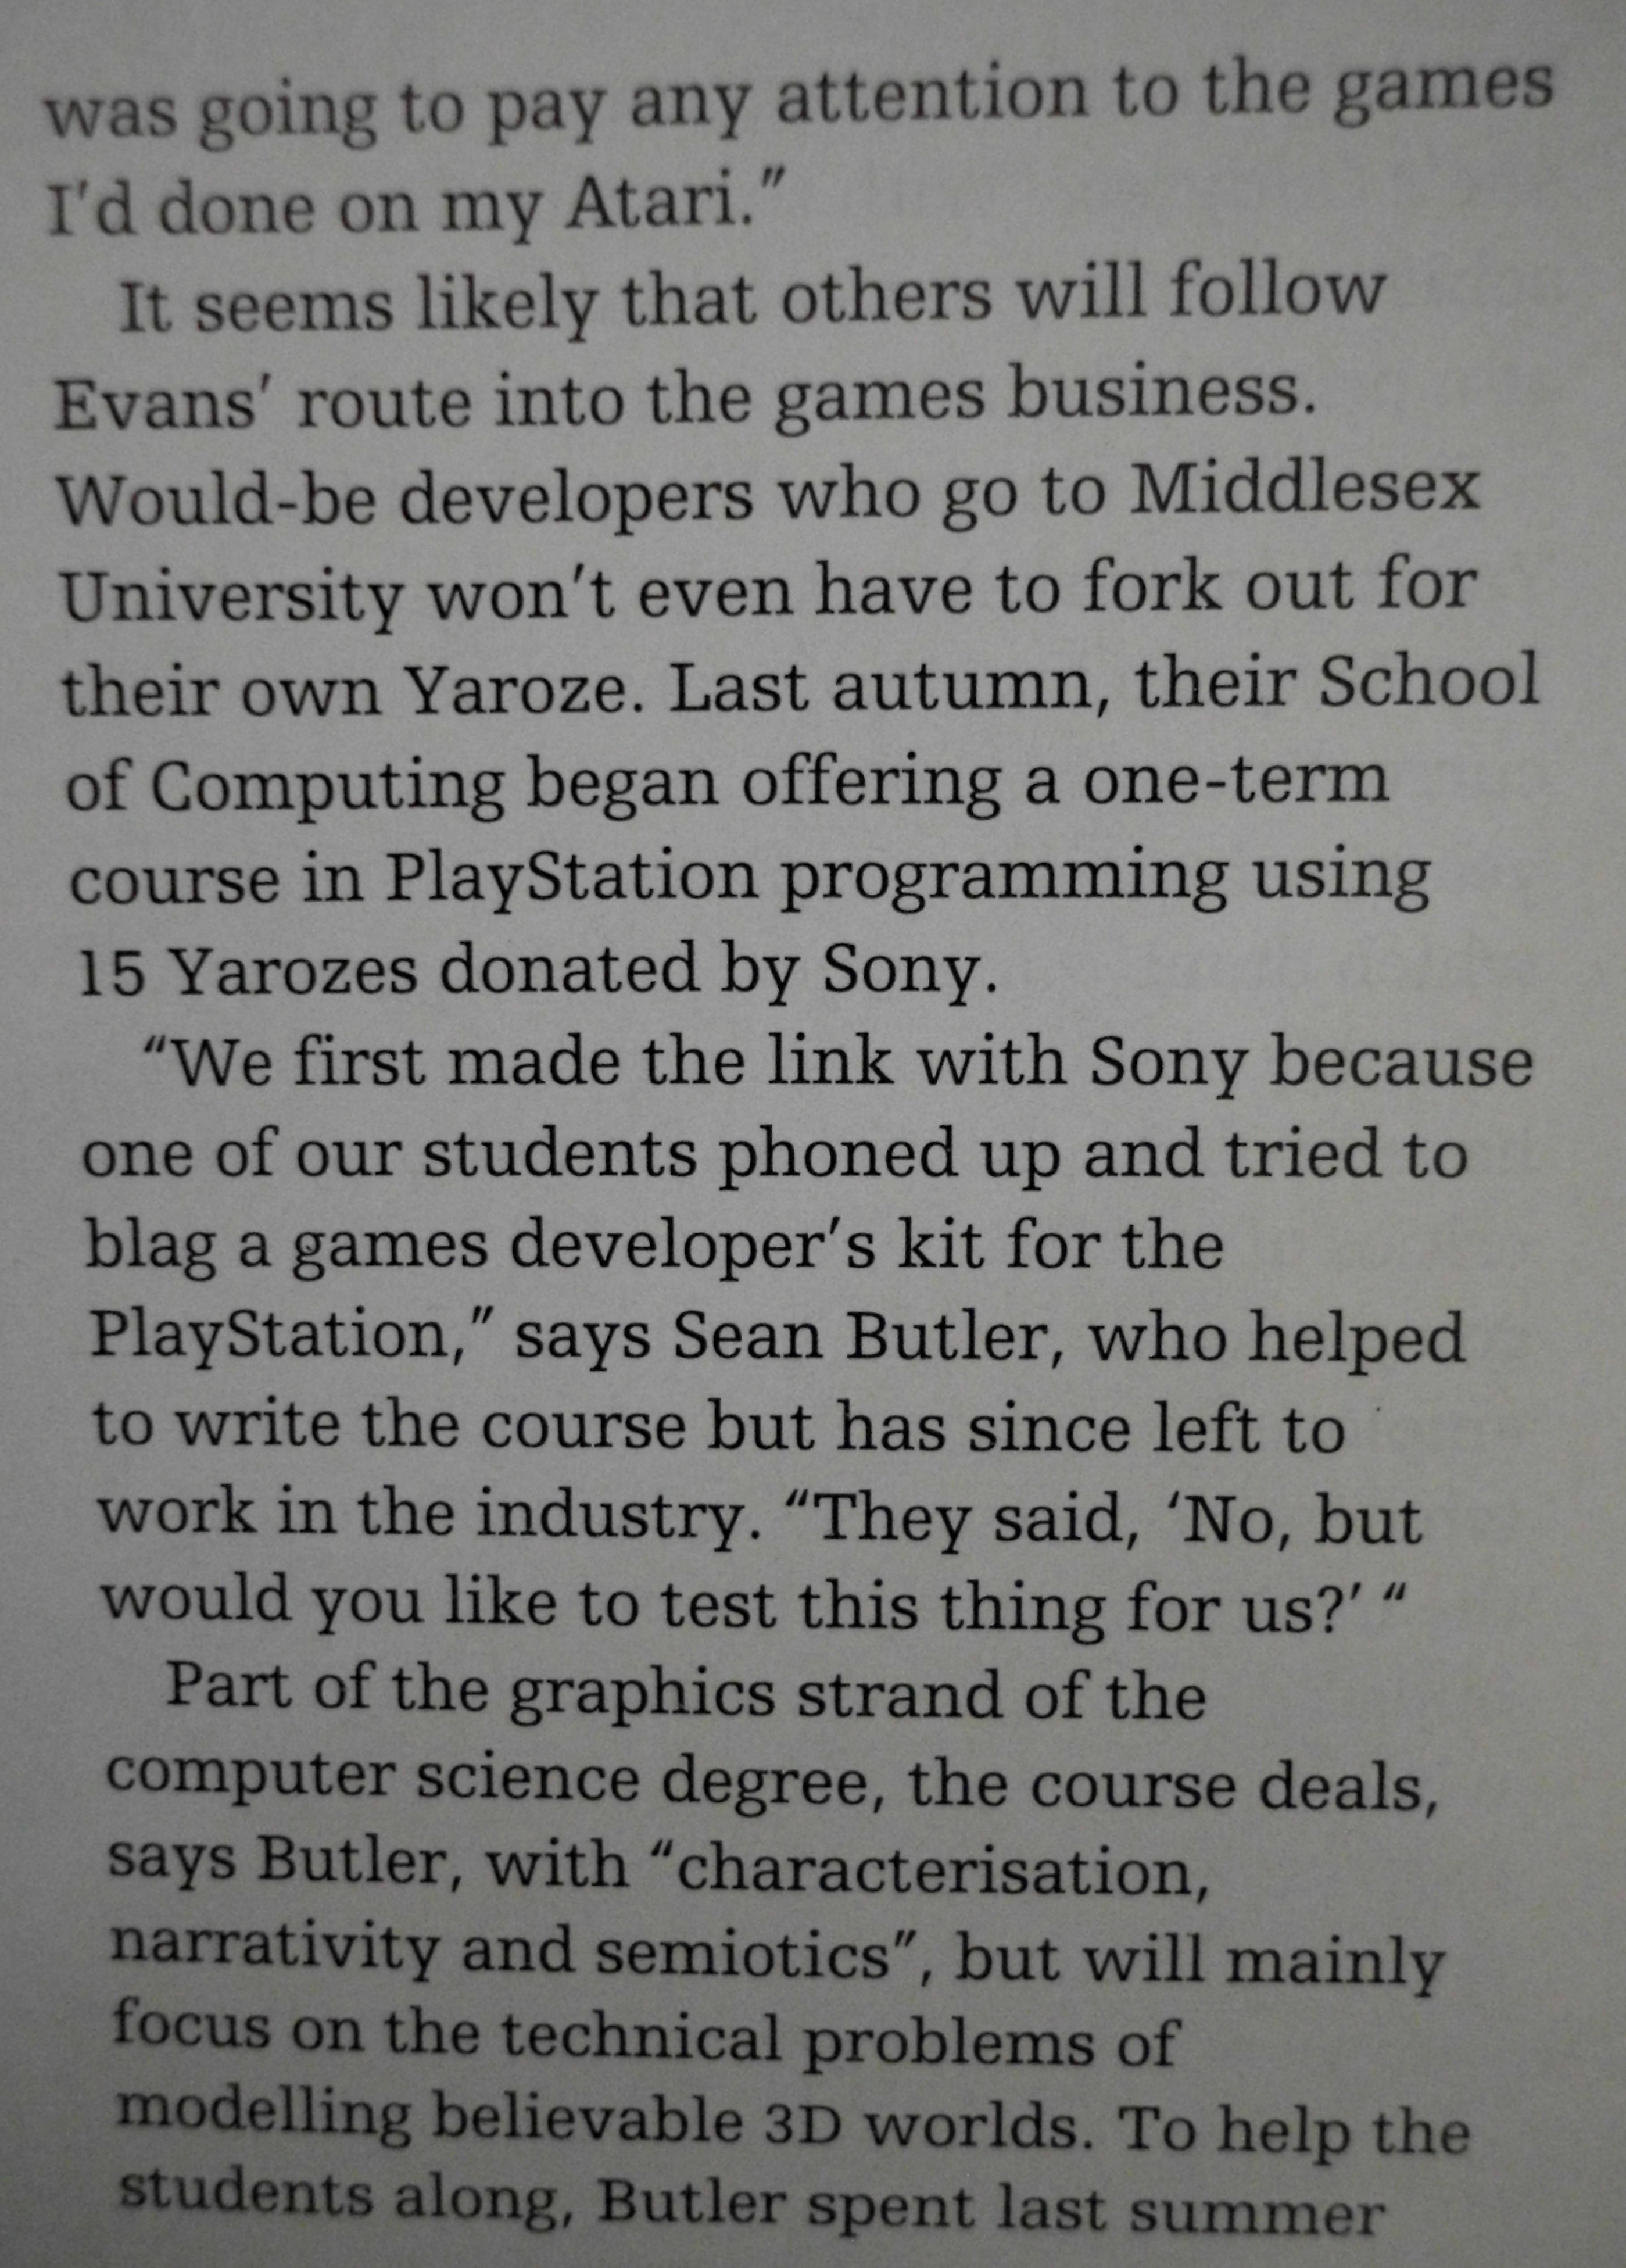 was going to pay any attention to the games
I'd done on my Atari."
It seems likely that others will follow
Evans' route into the games business.
Would-be developers who go to Middlesex
University won't even have to fork out for
their own Yaroze. Last autumn, their School
of Computing began offering a one-term
course in PlayStation programming using
15 Yarozes donated by Sony.
“We first made the link with Sony because
one of our students phoned up and tried to
blag a games developer's kit for the
PlayStation,” says Sean Butler, who helped
to write the course but has since left to
work in the industry. “They said, ‘No, but
would you like to test this thing for us?’ “
Part of the graphics strand of the
computer science degree, the course deals,
says Butler, with “characterisation,
narrativity and semiotics”, but will mainly
focus on the technical problems of
modelling believable 3D worlds. To help the
students along, Butler spent last summer